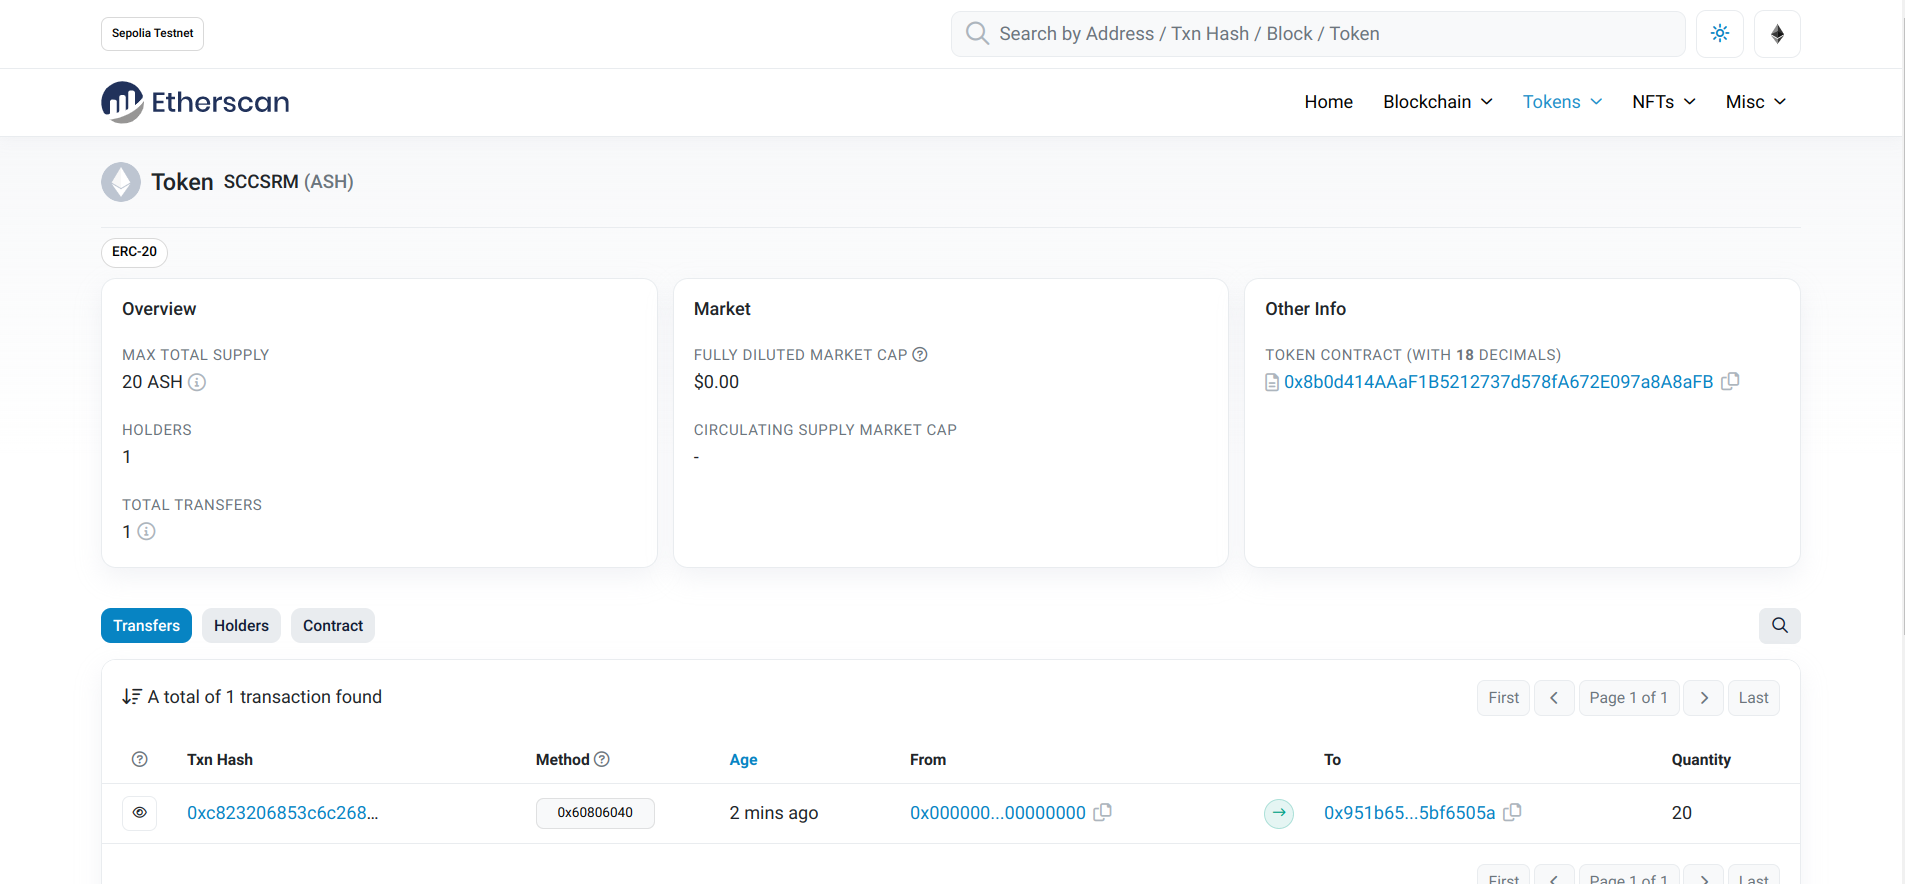 Sepolia Testnet
Search by Address / Txn Hash / Block / Token
Etherscan
Home Blockchain Tokens NFTs Misc
Token SCCSRM (ASH)
ERC-20
Overview
MAX TOTAL SUPPLY
20 ASH
HOLDERS
1
TOTAL TRANSFERS
1
Market
FULLY DILUTED MARKET CAP
$0.00
CIRCULATING SUPPLY MARKET CAP
-
Other Info
TOKEN CONTRACT (WITH 18 DECIMALS)
0x8b0d414AAaF1B5212737d578fA672E097a8A8aFB
Transfers Holders Contract
A total of 1 transaction found
First Page 1 of 1 Last
Txn Hash Method Age From To Quantity
0xc823206853c6c268... 0x60806040 2 mins ago 0x000000...00000000 0x951b65...5bf6505a 20
First Page 1 of 1 Last